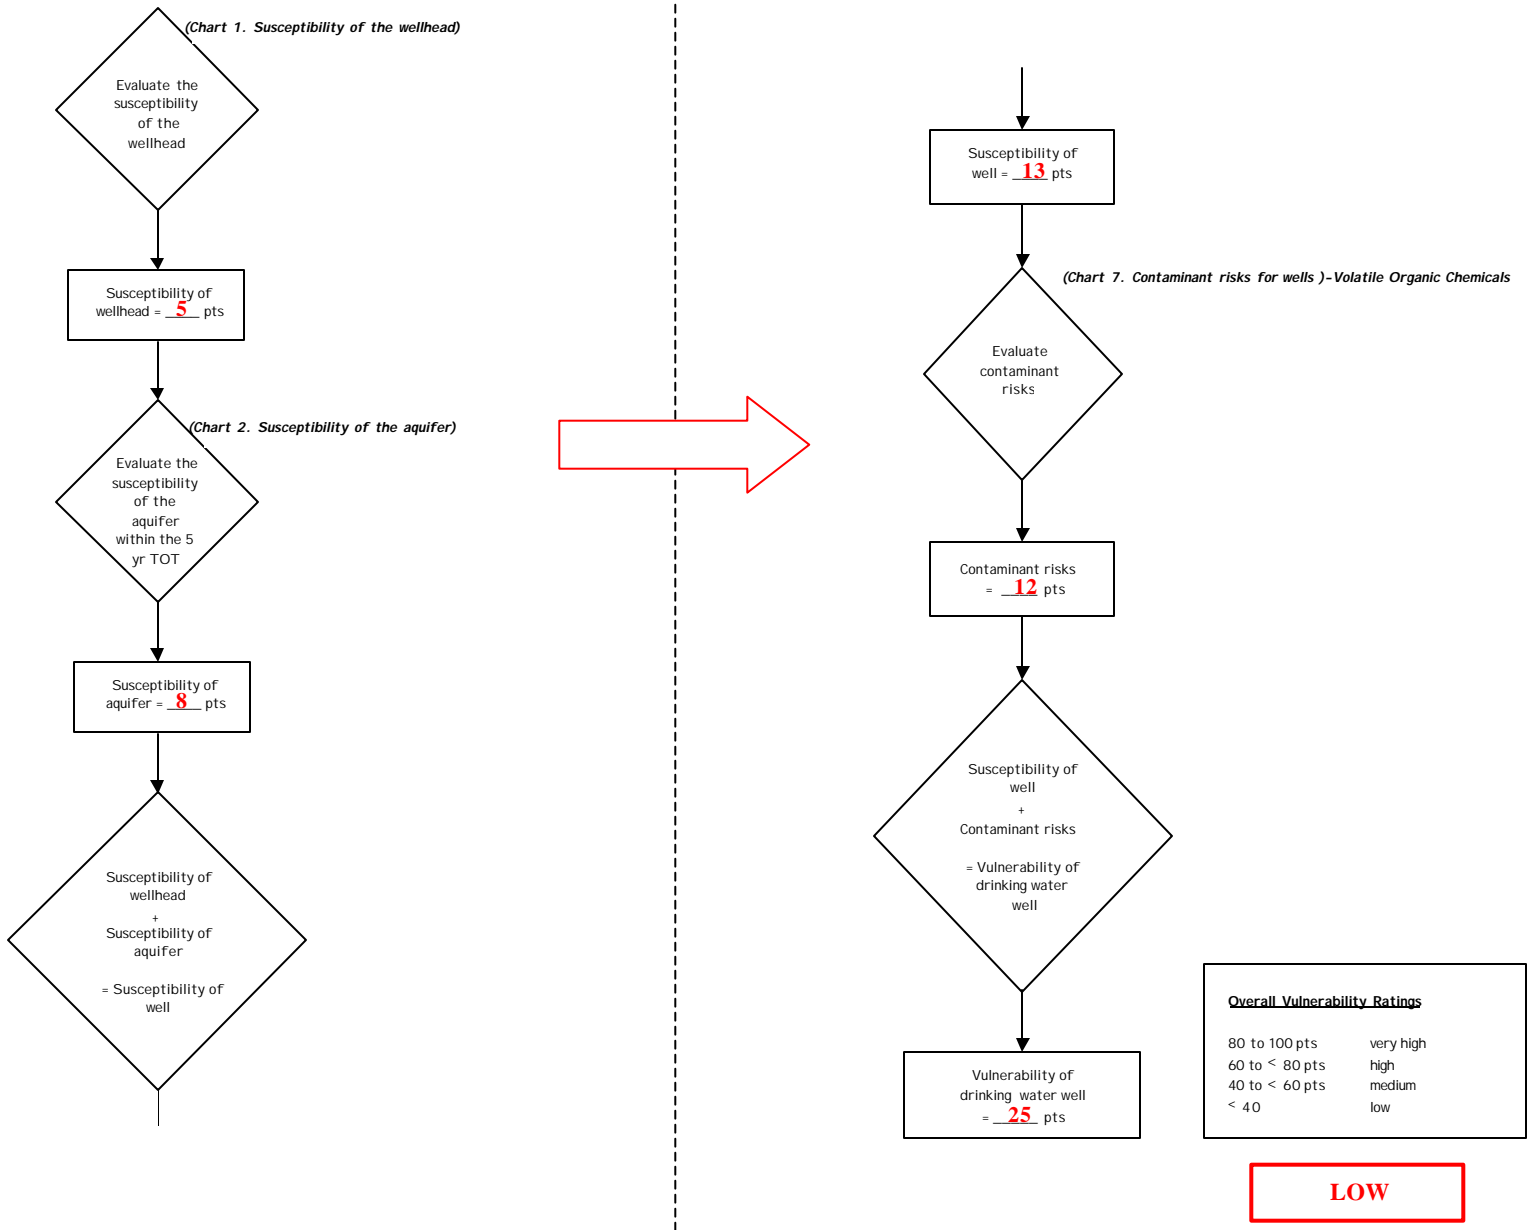 (Chart 1. Susceptibility of the wellhead)
Evaluate the
susceptibility
of the
wellhead
Susceptibility of
wellhead = 5 pts
(Chart 2. Susceptibility of the aquifer)
Evaluate the
susceptibility
of the
aquifer
within the 5
yr TOT
Susceptibility of
aquifer = 8 pts
Susceptibility of
wellhead
+
Susceptibility of
aquifer
= Susceptibility of
well
Susceptibility of
well = 13 pts
(Chart 7. Contaminant risks for wells )–Volatile Organic Chemicals
Evaluate
contaminant
risks
Contaminant risks
= 12 pts
Susceptibility of
well
+
Contaminant risks
= Vulnerability of
drinking water
well
Vulnerability of
drinking water well
= 25 pts
Overall Vulnerability Ratings
80 to 100 pts very high
60 to < 80 pts high
40 to < 60 pts medium
< 40 low
LOW